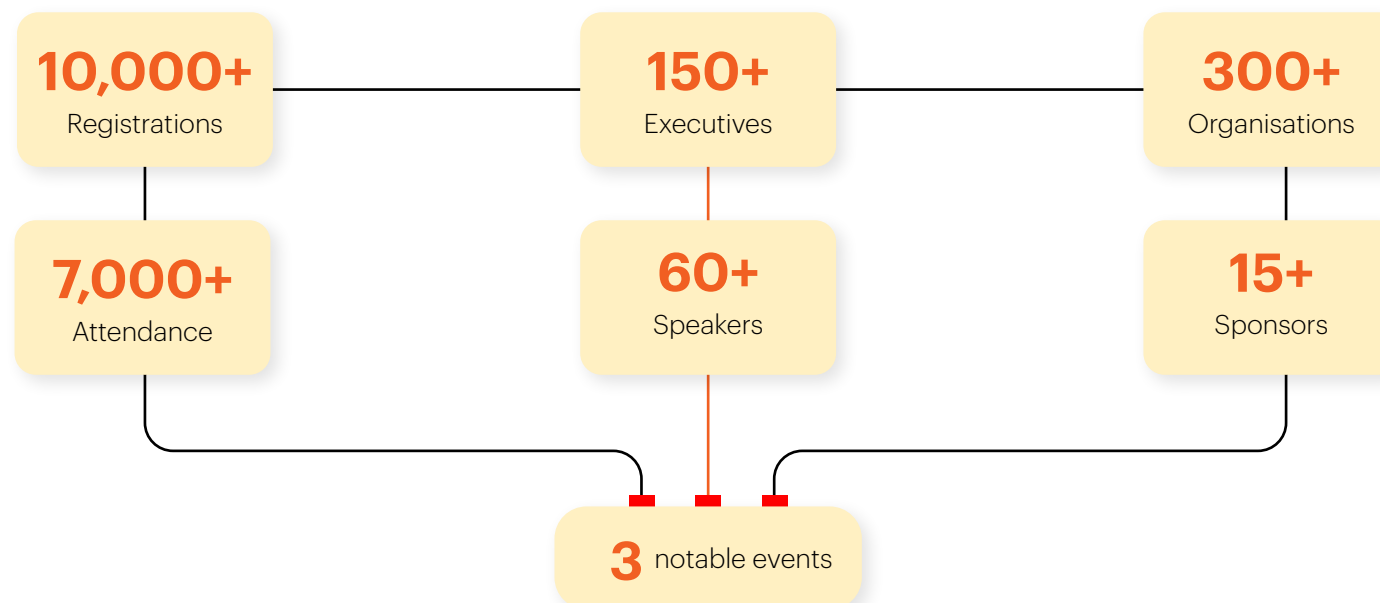 10,000+
Registrations
150+
Executives
300+
Organisations
7,000+
Attendance
60+
Speakers
15+
Sponsors
3 notable events